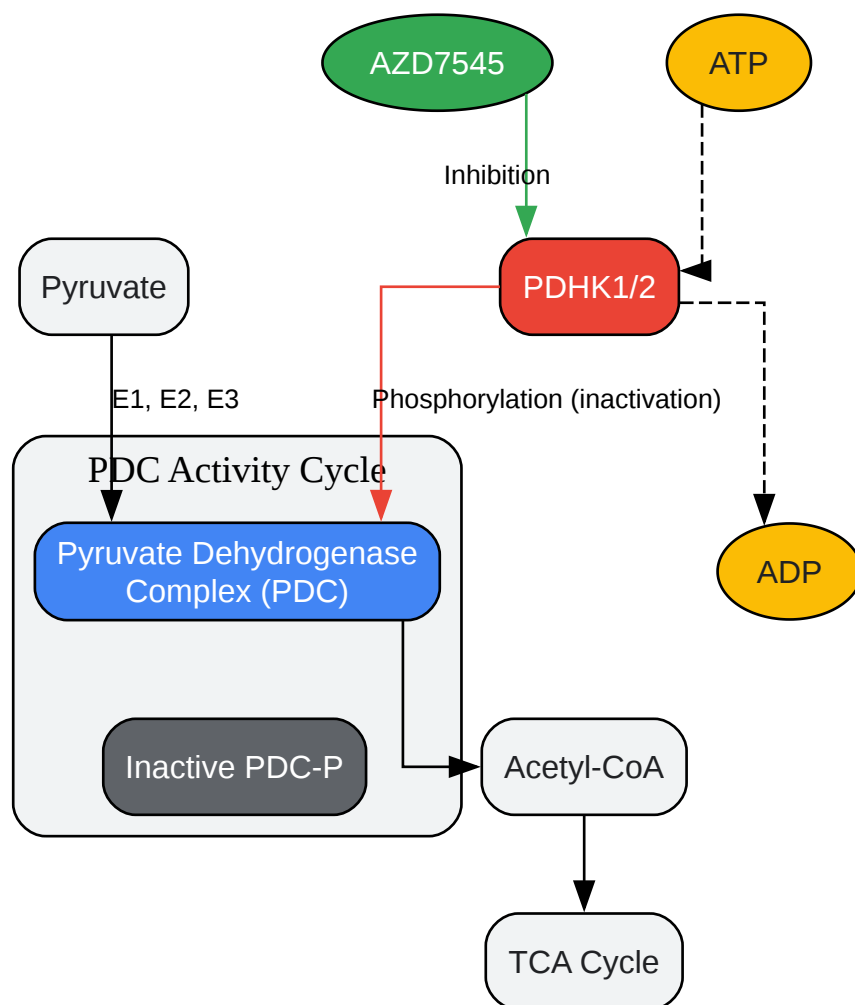 AZD7545
ATP
Inhibition
Pyruvate
PDHK1/2
E1, E2, E3
Phosphorylation (inactivation)
PDC Activity Cycle
Pyruvate Dehydrogenase
Complex (PDC)
ADP
Inactive PDC-P
Acetyl-CoA
TCA Cycle